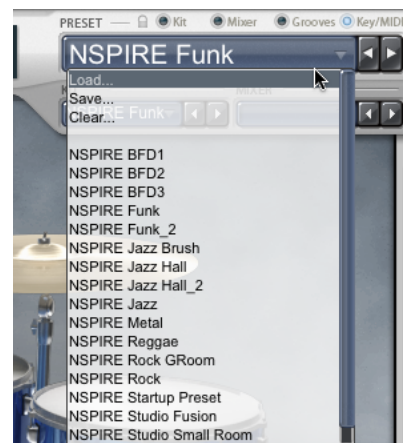 PRESET Kit Mixer Grooves Key/MIDI
NSPIRE Funk
Load...
Save...
Clear...
NSPIRE BFD1
NSPIRE BFD2
NSPIRE BFD3
NSPIRE Funk
NSPIRE Funk_2
NSPIRE Jazz Brush
NSPIRE Jazz Hall
NSPIRE Jazz Hall_2
NSPIRE Jazz
NSPIRE Metal
NSPIRE Reggae
NSPIRE Rock GRoom
NSPIRE Rock
NSPIRE Startup Preset
NSPIRE Studio Fusion
NSPIRE Studio Small Room